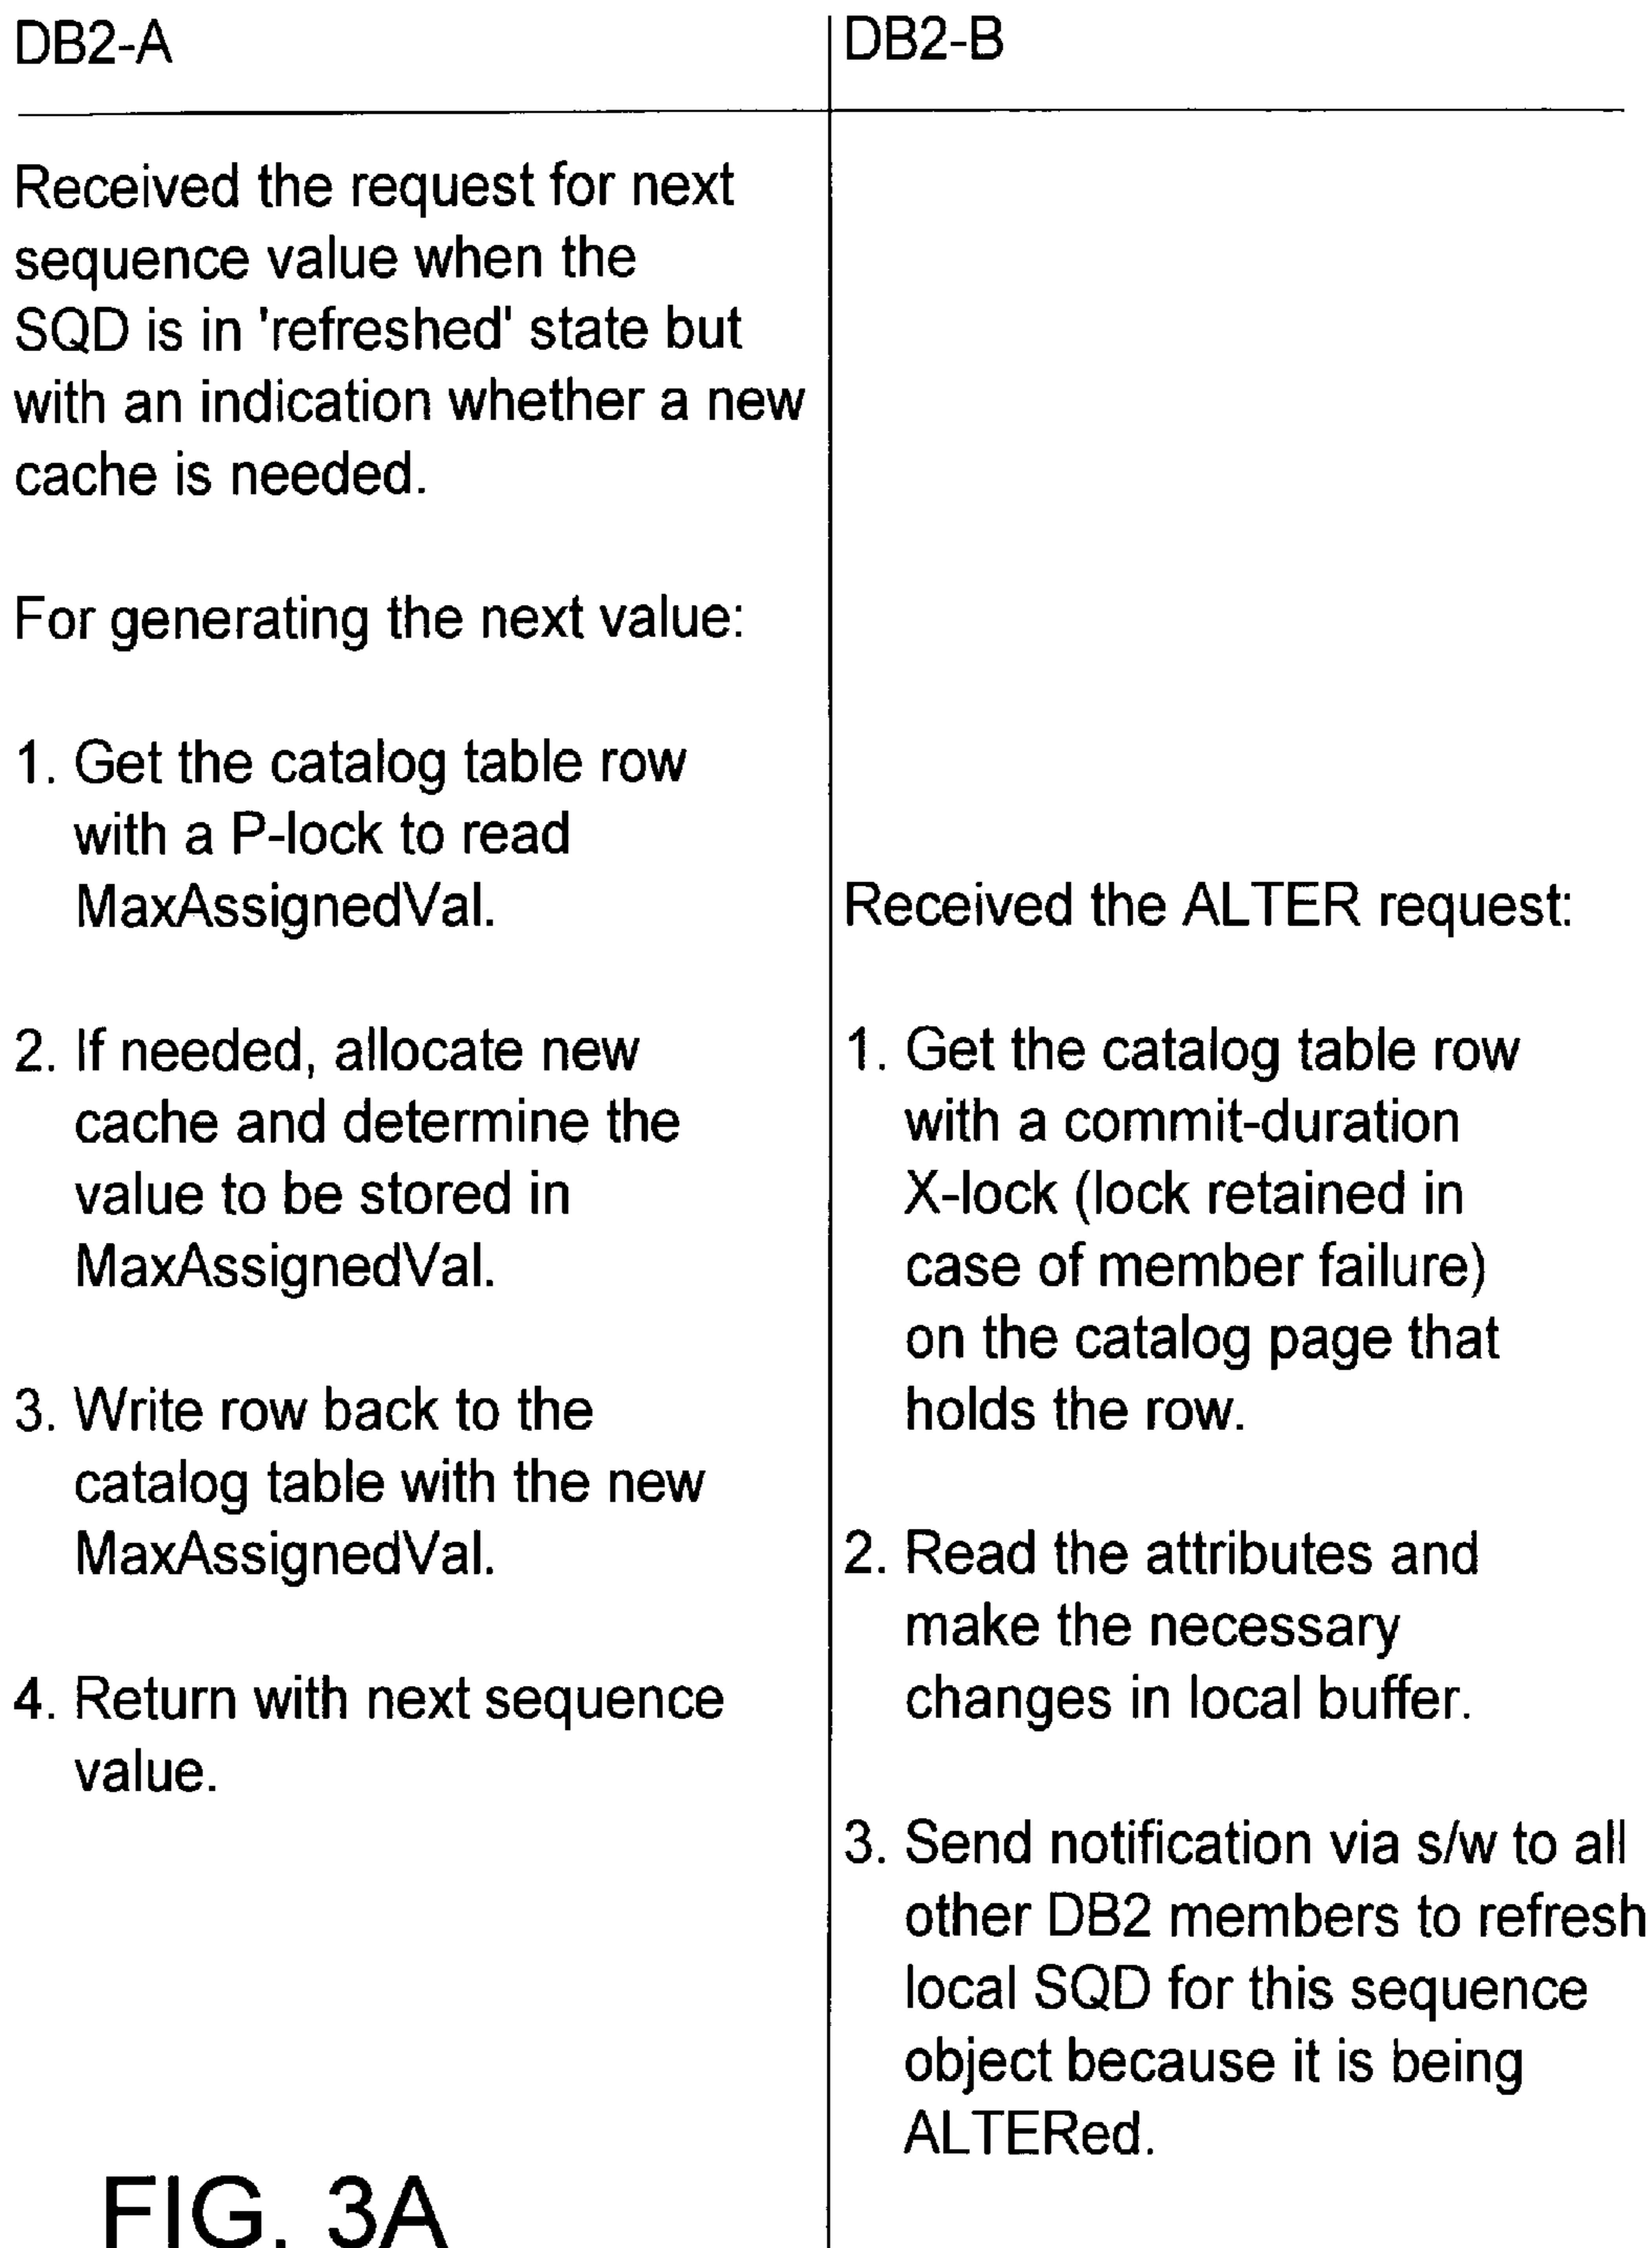 DB2-A
Received the request for next
sequence value when the
SQD is in 'refreshed' state but
with an indication whether a new
cache is needed.
For generating the next value:
1. Get the catalog table row
with a P-lock to read
MaxAssignedVal.
2. If needed, allocate new
cache and determine the
value to be stored in
MaxAssignedVal.
3. Write row back to the
catalog table with the new
MaxAssignedVal.
4. Return with next sequence
value.
DB2-B
Received the ALTER request:
1. Get the catalog table row
with a commit-duration
X-lock (lock retained in
case of member failure)
on the catalog page that
holds the row.
2. Read the attributes and
make the necessary
changes in local buffer.
3. Send notification via s/w to all
other DB2 members to refresh
local SQD for this sequence
object because it is being
ALTERed.
FIG. 3A